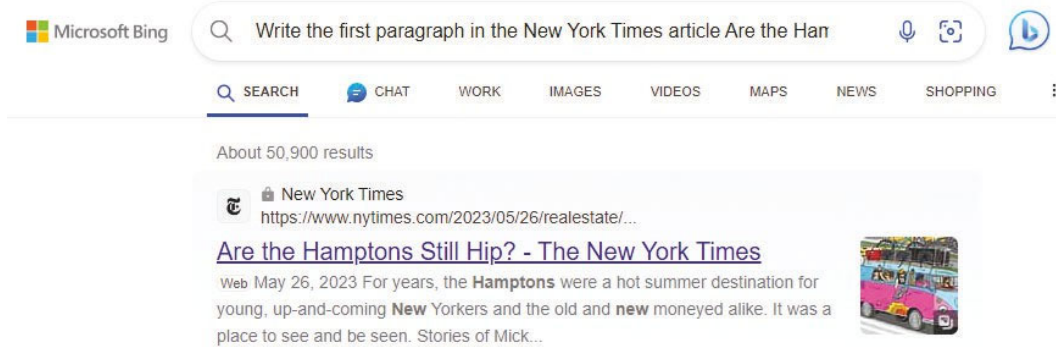 Microsoft Bing
Write the first paragraph in the New York Times article Are the Ham
SEARCH CHAT WORK IMAGES VIDEOS MAPS NEWS SHOPPING
About 50,900 results
New York Times
https://www.nytimes.com/2023/05/26/realestate/...
Are the Hamptons Still Hip? - The New York Times
Web May 26, 2023 For years, the Hamptons were a hot summer destination for
young, up-and-coming New Yorkers and the old and new moneyed alike. It was a
place to see and be seen. Stories of Mick...